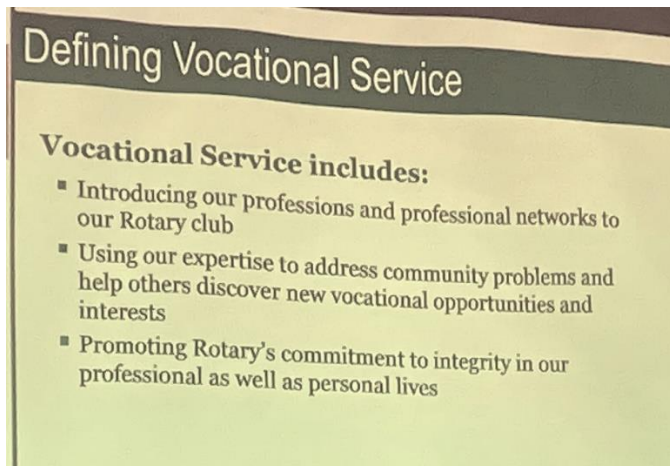 Defining Vocational Service
Vocational Service includes:
▪ Introducing our professions and professional networks to
our Rotary club
▪ Using our expertise to address community problems and
help others discover new vocational opportunities and
interests
▪ Promoting Rotary's commitment to integrity in our
professional as well as personal lives